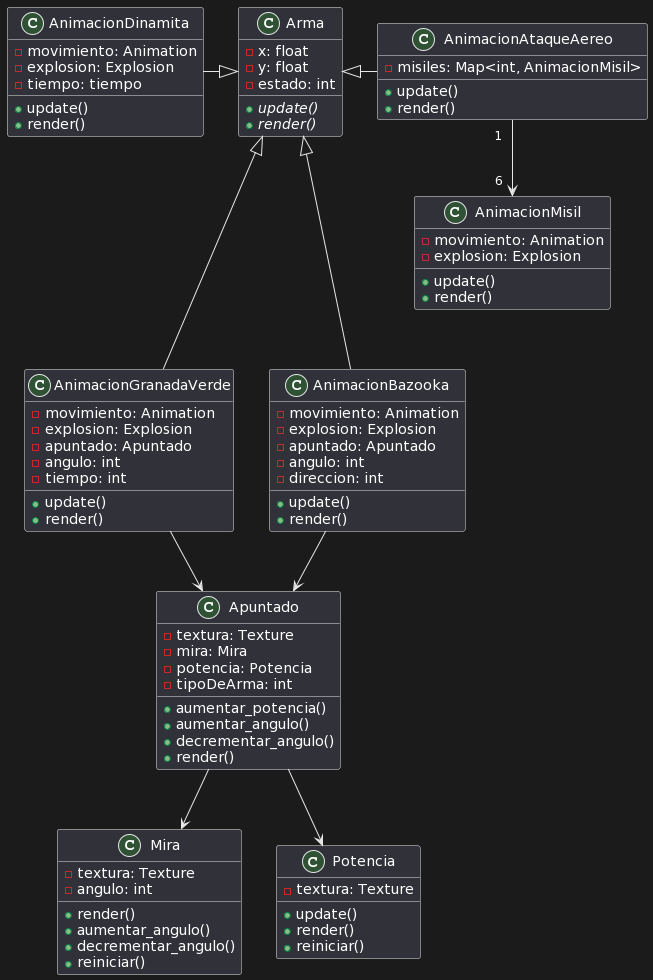 C AnimacionDinamita
movimiento: Animation
explosion: Explosion
tiempo: tiempo
update()
render()
C Arma
x: float
y: float
estado: int
update()
render()
C AnimacionAtaqueAereo
misiles: Map<int, AnimacionMisil>
update()
render()
1
6
C AnimacionMisil
movimiento: Animation
explosion: Explosion
update()
render()
C AnimacionGranadaVerde
movimiento: Animation
explosion: Explosion
apuntado: Apuntado
angulo: int
tiempo: int
update()
render()
C AnimacionBazooka
movimiento: Animation
explosion: Explosion
apuntado: Apuntado
angulo: int
direccion: int
update()
render()
C Apuntado
textura: Texture
mira: Mira
potencia: Potencia
tipoDeArma: int
aumentar_potencia()
aumentar_angulo()
decrementar_angulo()
render()
C Mira
textura: Texture
angulo: int
render()
aumentar_angulo()
decrementar_angulo()
reiniciar()
C Potencia
textura: Texture
update()
render()
reiniciar()